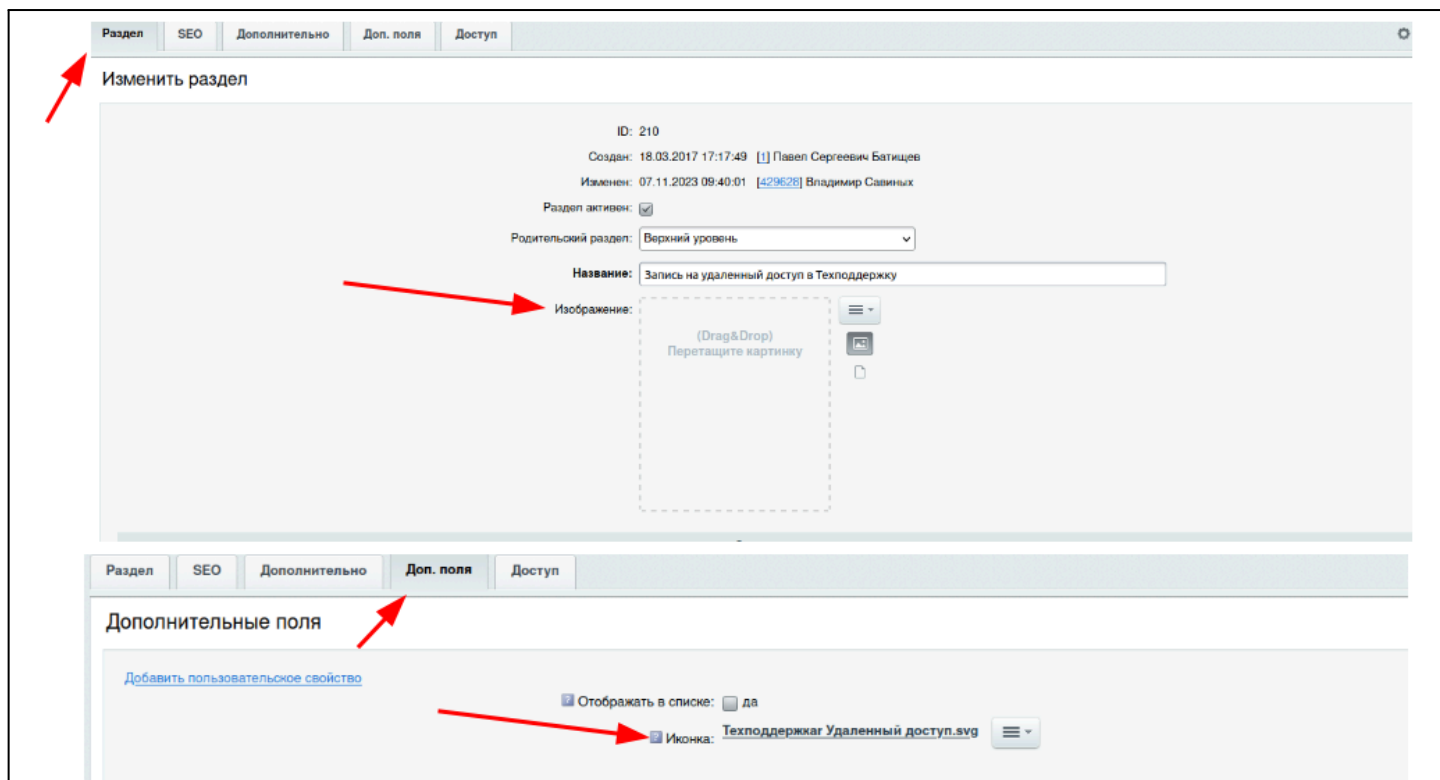 Раздел SEO Дополнительно Доп. поля Доступ
Изменить раздел
ID: 210
Создан: 18.03.2017 17:17:49 [1] Павел Сергеевич Батищев
Изменен: 07.11.2023 09:40:01 [429628] Владимир Савиных
Раздел активен:
Родительский раздел: Верхний уровень
Название: Запись на удаленный доступ в Техподдержку
Изображение:
(Drag&Drop)
Перетащите картинку
Раздел SEO Дополнительно Доп. поля Доступ
Дополнительные поля
Добавить пользовательское свойство
? Отображать в списке: да
? Иконка: Техподдержкаг Удаленный доступ.svg